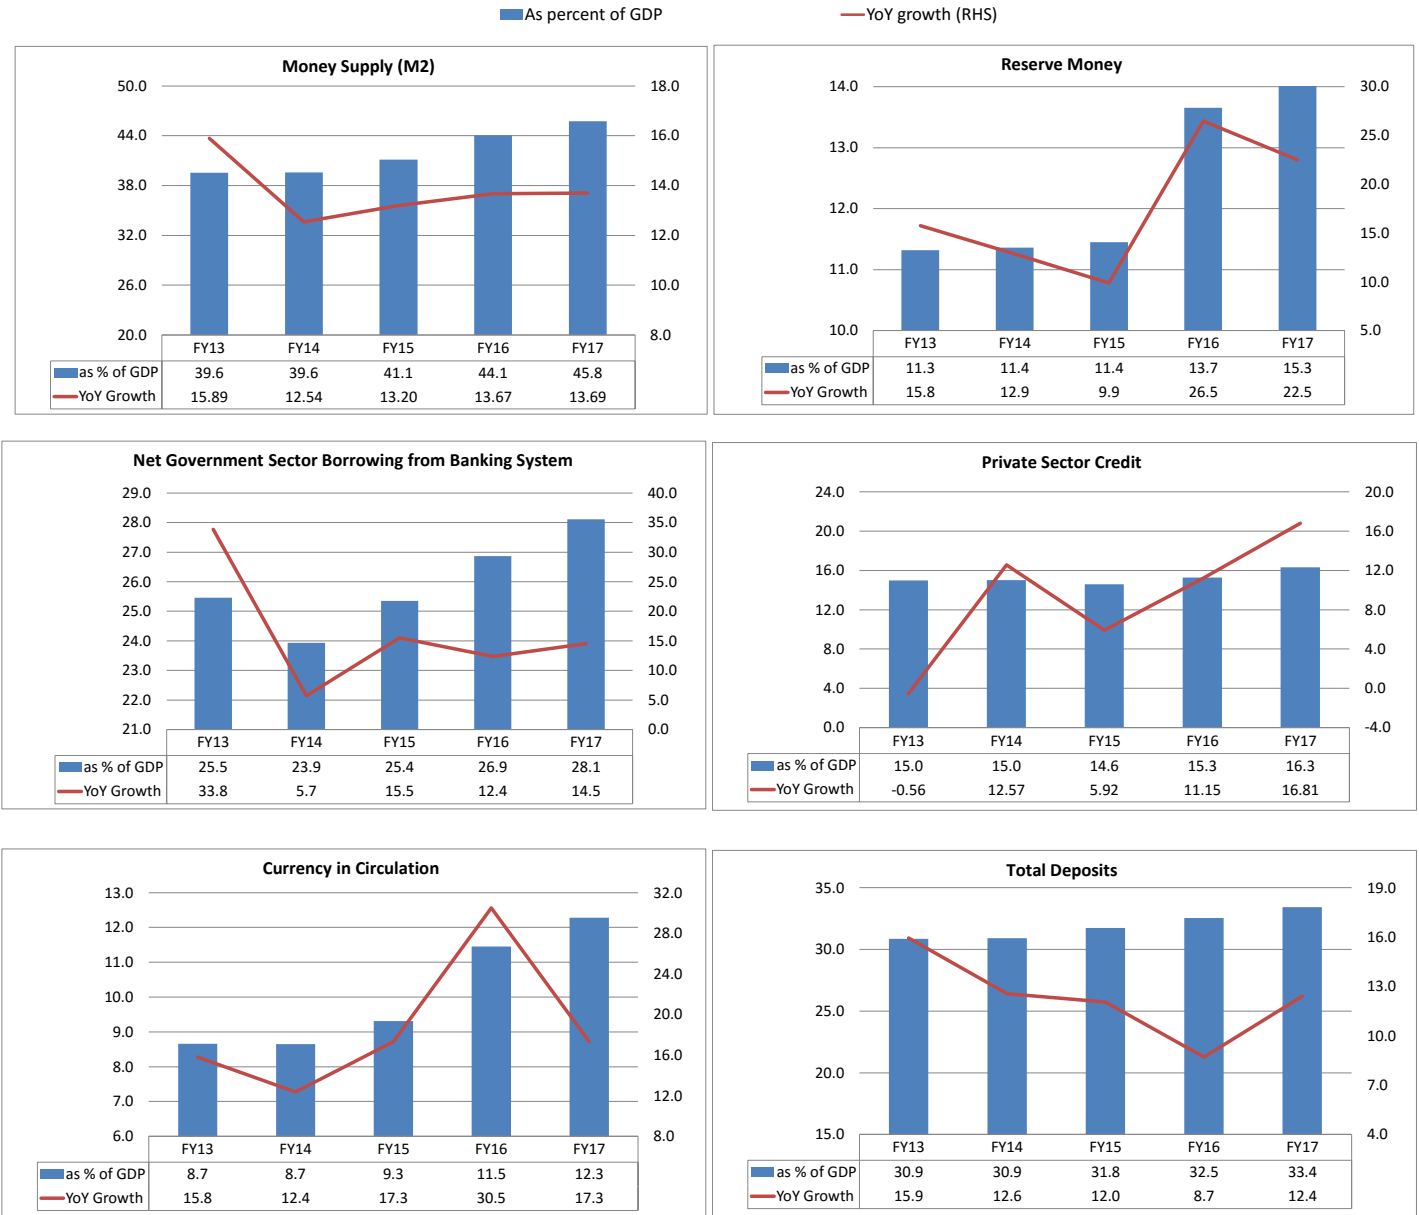 As percent of GDP YoY growth (RHS)
Money Supply (M2)
50.0 18.0
44.0 16.0
38.0 14.0
32.0 12.0
26.0 10.0
20.0 8.0
FY13 FY14 FY15 FY16 FY17
as % of GDP 39.6 39.6 41.1 44.1 45.8
YoY Growth 15.89 12.54 13.20 13.67 13.69
Reserve Money
14.0 30.0
25.0
13.0
20.0
12.0
15.0
11.0
10.0
10.0 5.0
FY13 FY14 FY15 FY16 FY17
as % of GDP 11.3 11.4 11.4 13.7 15.3
YoY Growth 15.8 12.9 9.9 26.5 22.5
Net Government Sector Borrowing from Banking System
29.0 40.0
28.0 35.0
27.0 30.0
26.0 25.0
25.0 20.0
24.0 15.0
23.0 10.0
22.0 5.0
21.0 0.0
FY13 FY14 FY15 FY16 FY17
as % of GDP 25.5 23.9 25.4 26.9 28.1
YoY Growth 33.8 5.7 15.5 12.4 14.5
Private Sector Credit
24.0 20.0
20.0 16.0
16.0 12.0
12.0 8.0
8.0 4.0
4.0 0.0
0.0 -4.0
FY13 FY14 FY15 FY16 FY17
as % of GDP 15.0 15.0 14.6 15.3 16.3
YoY Growth -0.56 12.57 5.92 11.15 16.81
Currency in Circulation
13.0 32.0
12.0 28.0
11.0 24.0
10.0 20.0
9.0 16.0
8.0 12.0
7.0
6.0 8.0
FY13 FY14 FY15 FY16 FY17
as % of GDP 8.7 8.7 9.3 11.5 12.3
YoY Growth 15.8 12.4 17.3 30.5 17.3
Total Deposits
35.0 19.0
30.0 16.0
25.0 13.0
20.0 10.0
7.0
15.0 4.0
FY13 FY14 FY15 FY16 FY17
as % of GDP 30.9 30.9 31.8 32.5 33.4
YoY Growth 15.9 12.6 12.0 8.7 12.4